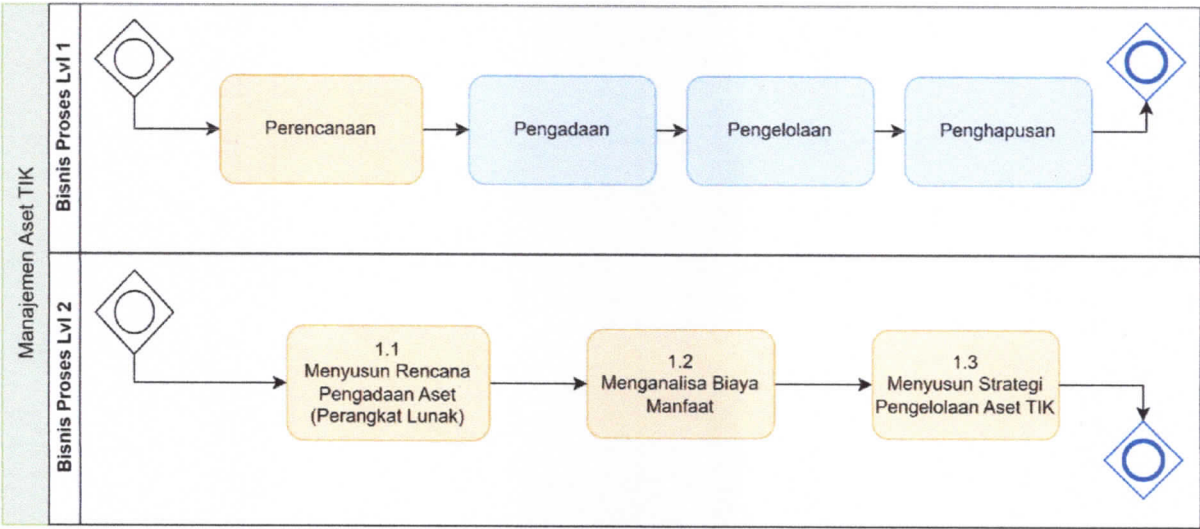 Manajemen Aset TIK
Bisnis Proses Lvl 1
Perencanaan
Pengadaan
Pengelolaan
Penghapusan
Bisnis Proses Lvl 2
1.1
Menyusun Rencana
Pengadaan Aset
(Perangkat Lunak)
1.2
Menganalisa Biaya
Manfaat
1.3
Menyusun Strategi
Pengelolaan Aset TIK